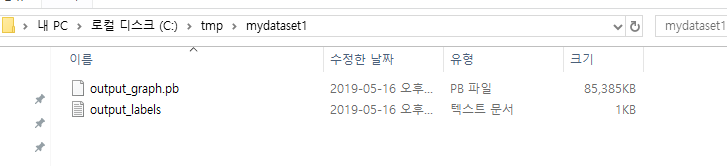 내 PC > 로컬 디스크 (C:) > tmp > mydataset1 mydataset1
이름 수정한 날짜 유형 크기
output_graph.pb 2019-05-16 오후... PB 파일 85,385KB
output_labels 2019-05-16 오후... 텍스트 문서 1KB